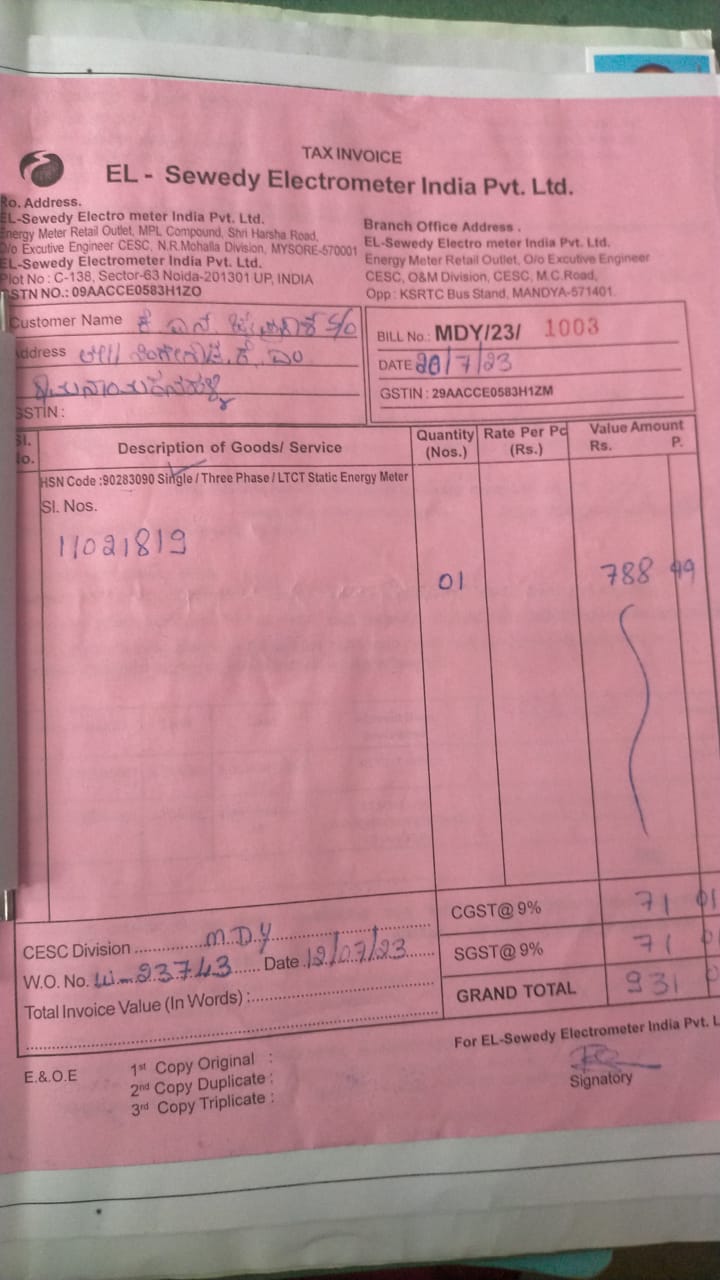 TAX INVOICE
EL - Sewedy Electrometer India Pvt. Ltd.
Ro. Address.
EL-Sewedy Electro meter India Pvt. Ltd.
Energy Meter Retail Outlet, MPL Compound, Shri Harsha Road,
O/o Excutive Engineer CESC, N.R.Mohalla Division, MYSORE-570001
EL-Sewedy Electrometer India Pvt. Ltd.
Plot No : C-138, Sector-63 Noida-201301 UP, INDIA
GSTN NO.: 09AACCE0583H1ZO
Branch Office Address .
EL-Sewedy Electro meter India Pvt. Ltd.
Energy Meter Retail Outlet, O/o Excutive Engineer
CESC, O&M Division, CESC, M.C.Road,
Opp : KSRTC Bus Stand, MANDYA-571401.
Customer Name S/O
Address
GSTIN :
BILL No.: MDY/23/ 1003
DATE 20/7/23
GSTIN : 29AACCE0583H1ZM
Sl. No. Description of Goods/ Service Quantity (Nos.) Rate Per Pc (Rs.) Value Amount Rs. P.
HSN Code :90283090 Single / Three Phase / LTCT Static Energy Meter
Sl. Nos.
11021819
01 788 99
CGST@ 9% 71 01
SGST@ 9% 71 01
GRAND TOTAL 931
CESC Division MDY
W.O. No. W-23743 Date 12/07/23
Total Invoice Value (In Words) :
For EL-Sewedy Electrometer India Pvt. L
Signatory
E.&.O.E
1st Copy Original :
2nd Copy Duplicate :
3rd Copy Triplicate :